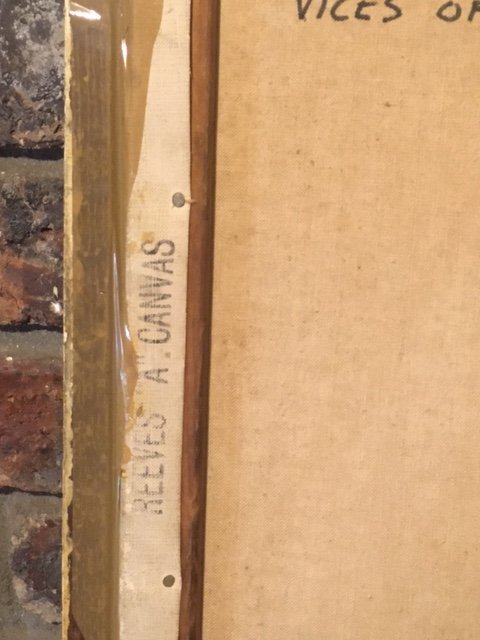 VICES OF
REEVES "A" CANVAS